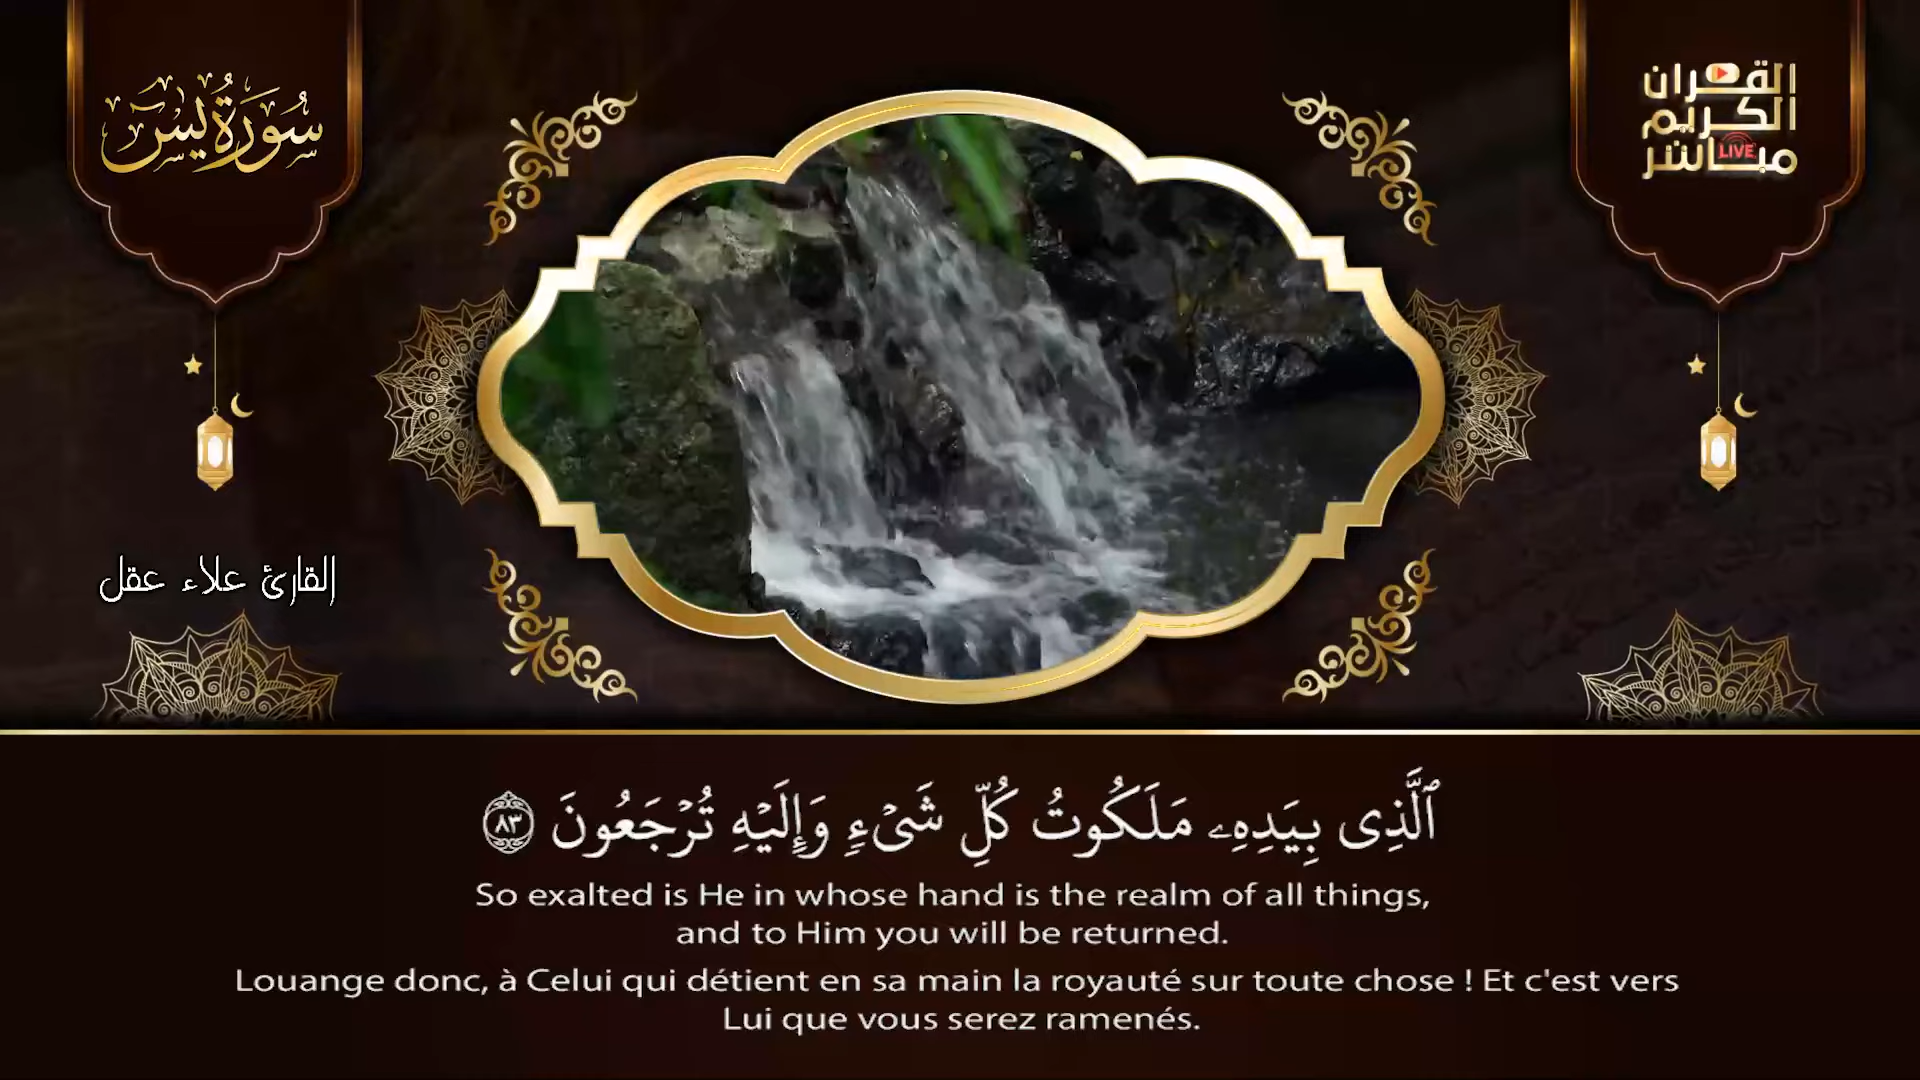 سُورَةُ يسٓ
القرآن
الكريم
مباشر
LIVE
القارئ علاء عقل
ٱلَّذِى بِيَدِهِۦ مَلَكُوتُ كُلِّ شَىْءٍ وَإِلَيْهِ تُرْجَعُونَ ٨٣
So exalted is He in whose hand is the realm of all things,
and to Him you will be returned.
Louange donc, à Celui qui détient en sa main la royauté sur toute chose ! Et c'est vers
Lui que vous serez ramenés.